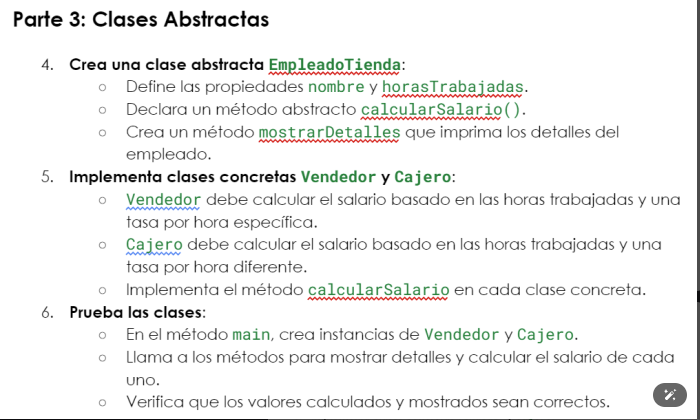 Parte 3: Clases Abstractas
4. Crea una clase abstracta EmpleadoTienda:
○ Define las propiedades nombre y horasTrabajadas.
○ Declara un método abstracto calcularSalario().
○ Crea un método mostrarDetalles que imprima los detalles del
empleado.
5. Implementa clases concretas Vendedor y Cajero:
○ Vendedor debe calcular el salario basado en las horas trabajadas y una
tasa por hora específica.
○ Cajero debe calcular el salario basado en las horas trabajadas y una
tasa por hora diferente.
○ Implementa el método calcularSalario en cada clase concreta.
6. Prueba las clases:
○ En el método main, crea instancias de Vendedor y Cajero.
○ Llama a los métodos para mostrar detalles y calcular el salario de cada
uno.
○ Verifica que los valores calculados y mostrados sean correctos.